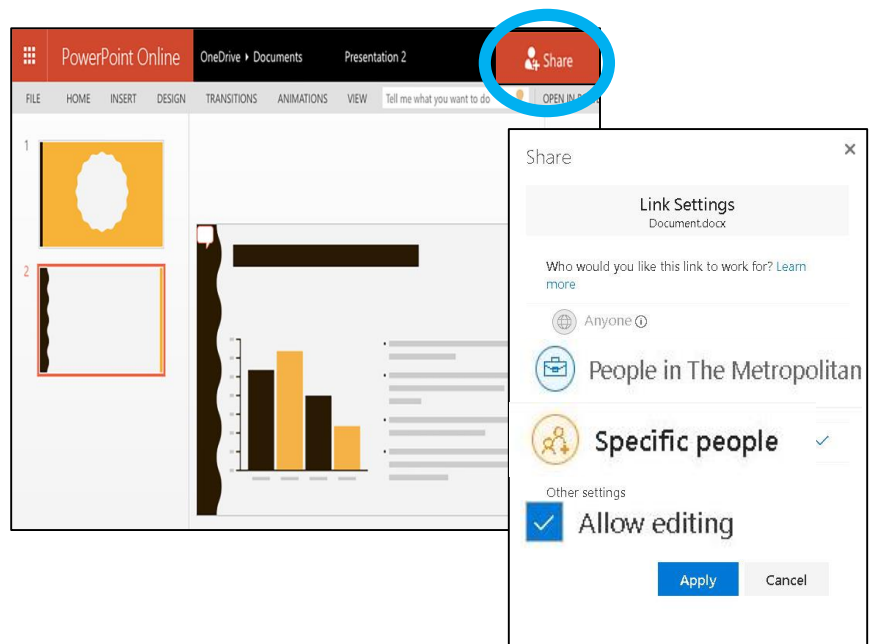 PowerPoint Online OneDrive ▸ Documents Presentation 2 Share
FILE HOME INSERT DESIGN TRANSITIONS ANIMATIONS VIEW Tell me what you want to do OPEN IN
1
2
Share
Link Settings
Document.docx
Who would you like this link to work for? Learn
more
Anyone
People in The Metropolitan
Specific people
Other settings
Allow editing
Apply Cancel